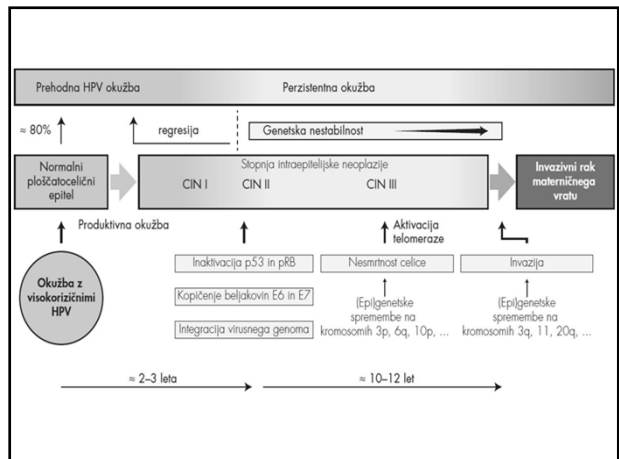 Prehodna HPV okužba
Perzistentna okužba
≈ 80%
regresija
Genetska nestabilnost
Normalni
ploščatocelični
epitel
Stopnja intraepitelijske neoplazije
CIN I
CIN II
CIN III
Invazivni rak
materničnega
vratu
Produktivna okužba
Aktivacija
telomeraze
Okužba z
visokorizičnimi
HPV
Inaktivacija p53 in pRB
Kopičenje beljakovin E6 in E7
Integracija virusnega genoma
Nesmrtnost celice
(Epi)genetske
spremembe na
kromosomih 3p, 6q, 10p, ...
Invazija
(Epi)genetske
spremembe na
kromosomih 3q, 11, 20q, ...
≈ 2–3 leta
≈ 10–12 let